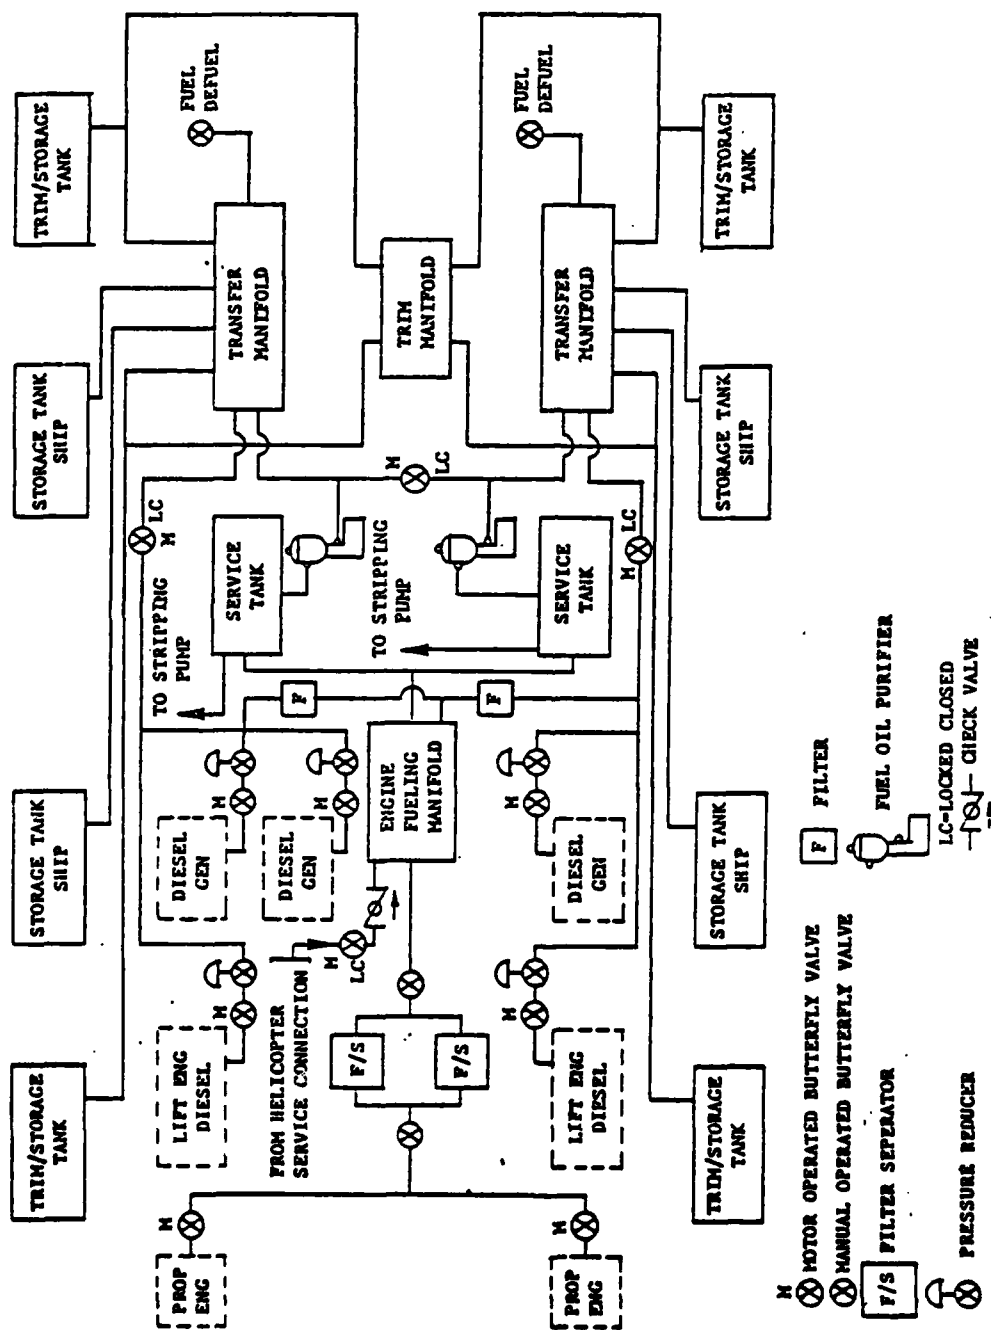 TRIM/STORAGE
TANK
STORAGE TANK
SHIP
STORAGE TANK
SHIP
TRIM/STORAGE
TANK
PROP
ENG
M
LIFT ENG
DIESEL
M
DIESEL
GEN
M
TO STRIPPING
PUMP
LC
M
FUEL
DEFUEL
TRANSFER
MANIFOLD
SERVICE
TANK
F
DIESEL
GEN
M
FROM HELICOPTER
SERVICE CONNECTION
M
LC
F/S
F/S
ENGINE
FUELING
MANIFOLD
TO STRIPPING
PUMP
M
LC
TRIM
MANIFOLD
F
LIFT ENG
DIESEL
M
DIESEL
GEN
M
SERVICE
TANK
TRANSFER
MANIFOLD
FUEL
DEFUEL
PROP
ENG
M
M
LC
TRIM/STORAGE
TANK
STORAGE TANK
SHIP
STORAGE TANK
SHIP
TRIM/STORAGE
TANK
M
MOTOR OPERATED BUTTERFLY VALVE
MANUAL OPERATED BUTTERFLY VALVE
F/S FILTER SEPERATOR
PRESSURE REDUCER
F FILTER
FUEL OIL PURIFIER
LC=LOCKED CLOSED
CHECK VALVE